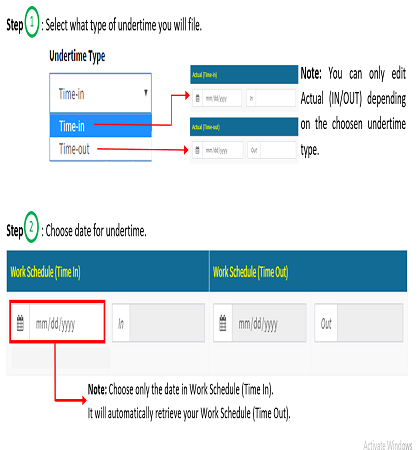 Step 1 : Select what type of undertime you will file.
Undertime Type
Time-in
Time-in
Time-out
Actual (Time-in)
mm/dd/yyyy In
Actual (Time-out)
mm/dd/yyyy Out
Note: You can only edit
Actual (IN/OUT) depending
on the choosen undertime
type.
Step 2 : Choose date for undertime.
Work Schedule (Time In) Work Schedule (Time Out)
mm/dd/yyyy In mm/dd/yyyy Out
Note: Choose only the date in Work Schedule (Time In).
It will automatically retrieve your Work Schedule (Time Out).
Activate Windows